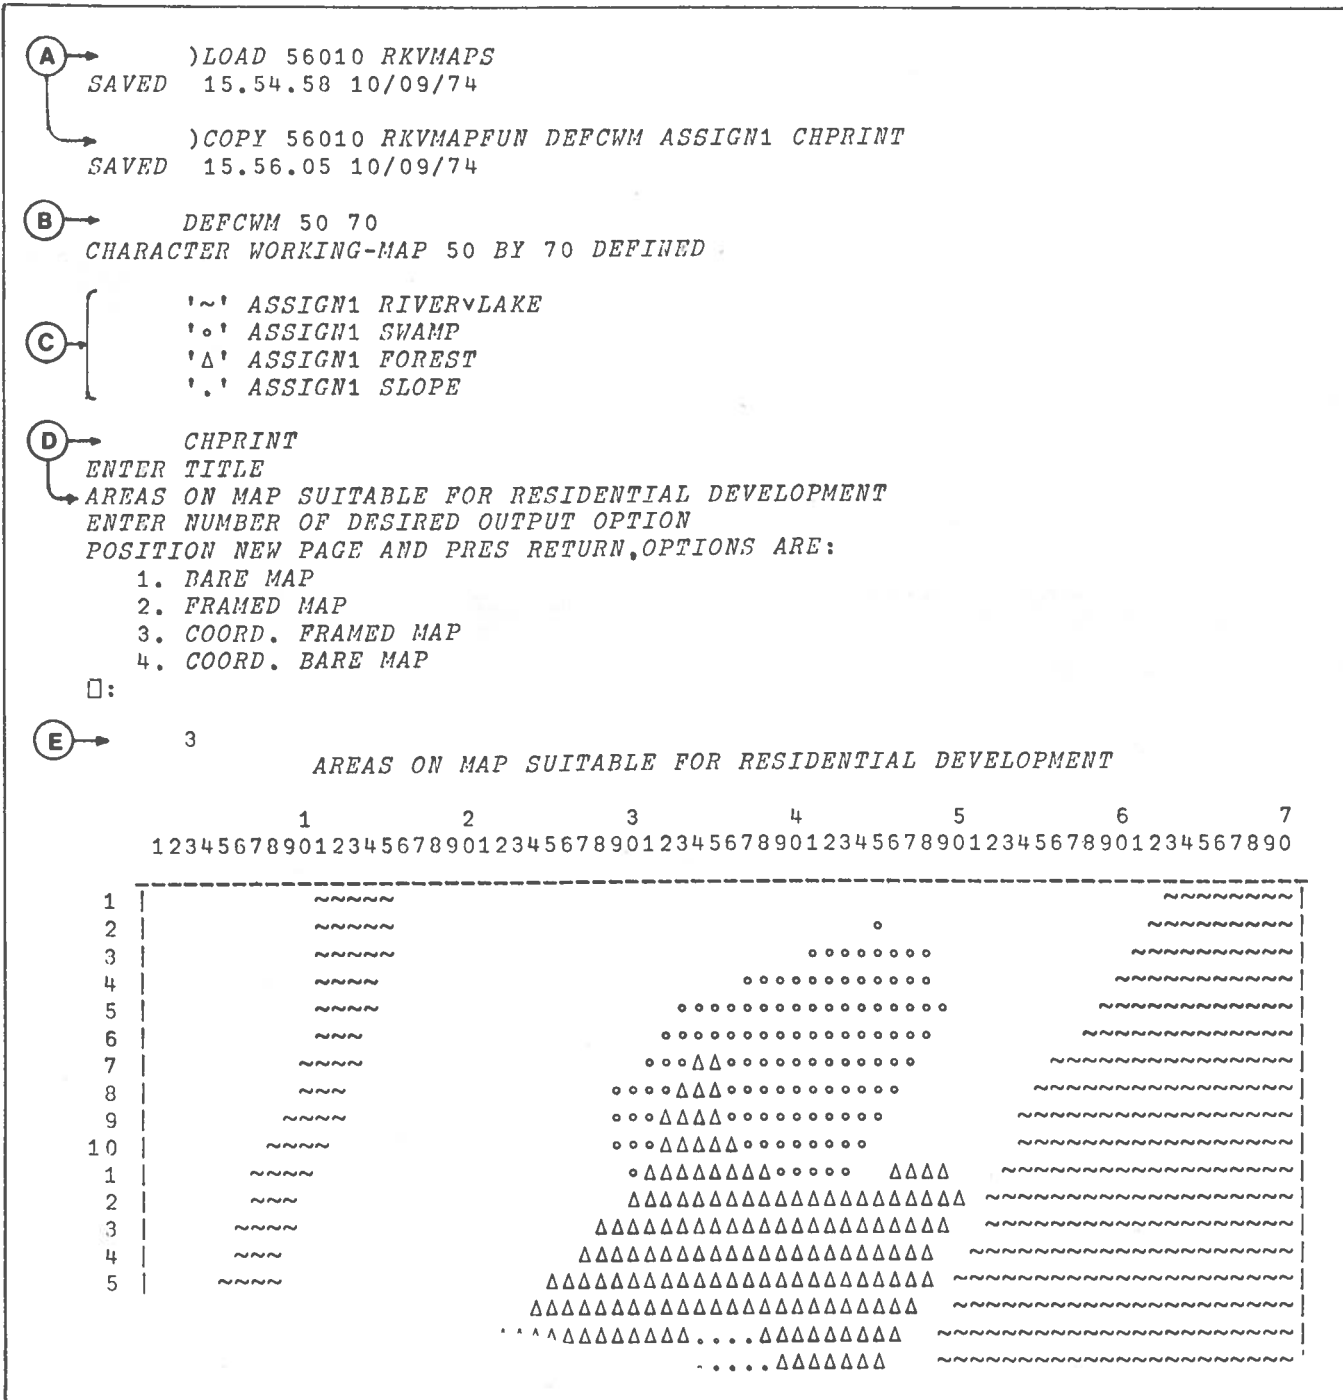 A )LOAD 56010 RKVMAPS
SAVED 15.54.58 10/09/74
)COPY 56010 RKVMAPFUN DEFCWM ASSIGN1 CHPRINT
SAVED 15.56.05 10/09/74
B DEFCWM 50 70
CHARACTER WORKING-MAP 50 BY 70 DEFINED
C
'~' ASSIGN1 RIVER∨LAKE
'∘' ASSIGN1 SWAMP
'∆' ASSIGN1 FOREST
'.' ASSIGN1 SLOPE
D CHPRINT
ENTER TITLE
AREAS ON MAP SUITABLE FOR RESIDENTIAL DEVELOPMENT
ENTER NUMBER OF DESIRED OUTPUT OPTION
POSITION NEW PAGE AND PRES RETURN,OPTIONS ARE:
1. BARE MAP
2. FRAMED MAP
3. COORD. FRAMED MAP
4. COORD. BARE MAP
⎕:
E 3
AREAS ON MAP SUITABLE FOR RESIDENTIAL DEVELOPMENT
1 2 3 4 5 6 7
1234567890123456789012345678901234567890123456789012345678901234567890
1 | ~~~~~ ~~~~~~~~|
2 | ~~~~~ ∘ ~~~~~~~~~|
3 | ~~~~~ ∘∘∘∘∘∘∘∘ ~~~~~~~~~~|
4 | ~~~~ ∘∘∘∘∘∘∘∘∘∘∘∘ ~~~~~~~~~~~|
5 | ~~~~ ∘∘∘∘∘∘∘∘∘∘∘∘∘∘∘∘∘ ~~~~~~~~~~~~|
6 | ~~~ ∘∘∘∘∘∘∘∘∘∘∘∘∘∘∘∘∘ ~~~~~~~~~~~~~|
7 | ~~~~ ∘∘∘∆∆∘∘∘∘∘∘∘∘∘∘∘∘ ~~~~~~~~~~~~~~~|
8 | ~~~ ∘∘∘∘∆∆∆∘∘∘∘∘∘∘∘∘∘∘ ~~~~~~~~~~~~~~~~|
9 | ~~~~ ∘∘∘∆∆∆∆∘∘∘∘∘∘∘∘∘∘ ~~~~~~~~~~~~~~~~~|
10 | ~~~~ ∘∘∘∆∆∆∆∆∘∘∘∘∘∘∘∘ ~~~~~~~~~~~~~~~~~|
1 | ~~~~ ∘∆∆∆∆∆∆∆∆∘∘∘∘∘ ∆∆∆∆ ~~~~~~~~~~~~~~~~~~|
2 | ~~~ ∆∆∆∆∆∆∆∆∆∆∆∆∆∆∆∆∆∆∆∆∆ ~~~~~~~~~~~~~~~~~~~|
3 | ~~~~ ∆∆∆∆∆∆∆∆∆∆∆∆∆∆∆∆∆∆∆∆∆∆ ~~~~~~~~~~~~~~~~~~~|
4 | ~~~ ∆∆∆∆∆∆∆∆∆∆∆∆∆∆∆∆∆∆∆∆∆∆ ~~~~~~~~~~~~~~~~~~~~|
5 | ~~~~ ∆∆∆∆∆∆∆∆∆∆∆∆∆∆∆∆∆∆∆∆∆∆∆∆ ~~~~~~~~~~~~~~~~~~~~~|
∆∆∆∆∆∆∆∆∆∆∆∆∆∆∆∆∆∆∆∆∆∆∆∆ ~~~~~~~~~~~~~~~~~~~~~|
∆∆∆∆∆∆∆∆....∆∆∆∆∆∆∆∆∆ ~~~~~~~~~~~~~~~~~~~~~~|
.....∆∆∆∆∆∆∆ ~~~~~~~~~~~~~~~~~~~~~~